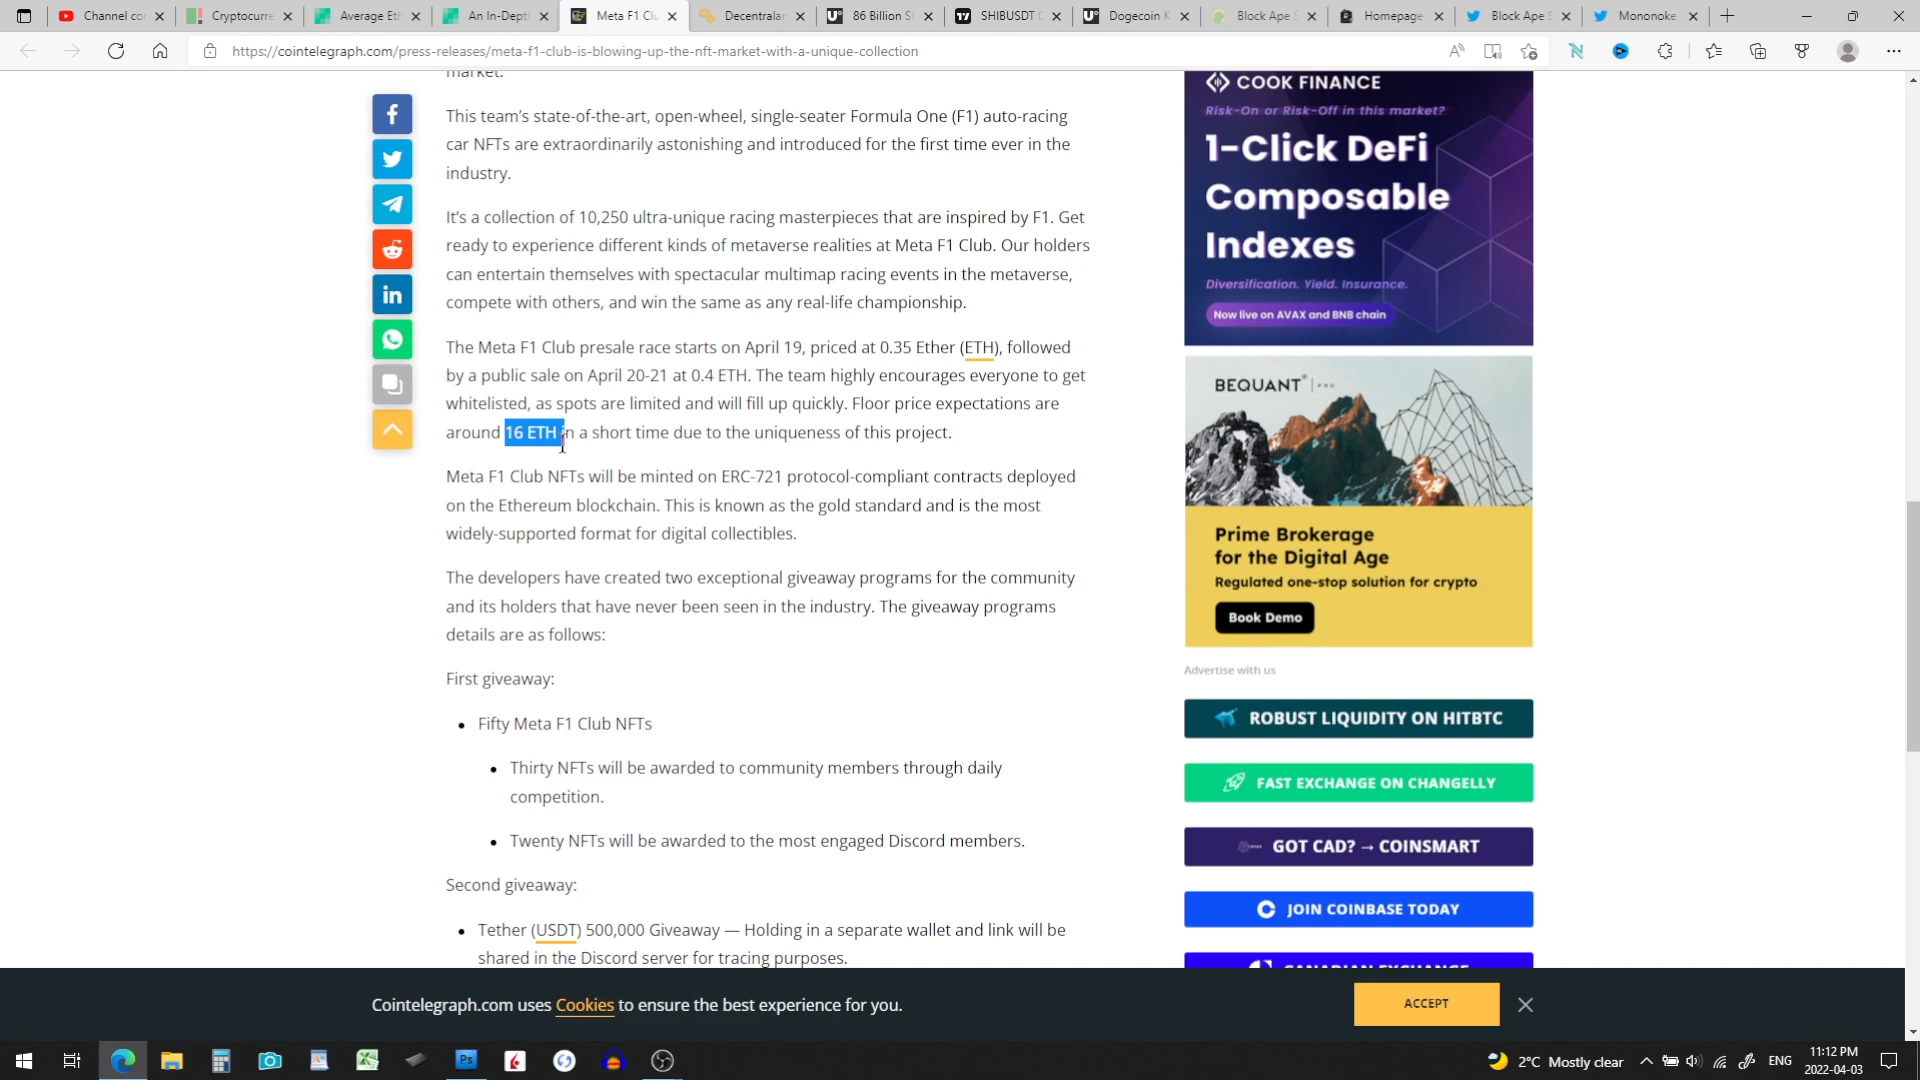 Channel co
Cryptocurre
Average Et
An In-Dept
Meta F1 Clu
Decentralan
86 Billion S
SHIBUSDT C
Dogecoin K
Block Ape S
Homepage
Block Ape S
Mononoke
https://cointelegraph.com/press-releases/meta-f1-club-is-blowing-up-the-nft-market-with-a-unique-collection
market.
This team’s state-of-the-art, open-wheel, single-seater Formula One (F1) auto-racing
car NFTs are extraordinarily astonishing and introduced for the first time ever in the
industry.
It’s a collection of 10,250 ultra-unique racing masterpieces that are inspired by F1. Get
ready to experience different kinds of metaverse realities at Meta F1 Club. Our holders
can entertain themselves with spectacular multimap racing events in the metaverse,
compete with others, and win the same as any real-life championship.
The Meta F1 Club presale race starts on April 19, priced at 0.35 Ether (ETH), followed
by a public sale on April 20-21 at 0.4 ETH. The team highly encourages everyone to get
whitelisted, as spots are limited and will fill up quickly. Floor price expectations are
around 16 ETH in a short time due to the uniqueness of this project.
Meta F1 Club NFTs will be minted on ERC-721 protocol-compliant contracts deployed
on the Ethereum blockchain. This is known as the gold standard and is the most
widely-supported format for digital collectibles.
The developers have created two exceptional giveaway programs for the community
and its holders that have never been seen in the industry. The giveaway programs
details are as follows:
First giveaway:
Fifty Meta F1 Club NFTs
Thirty NFTs will be awarded to community members through daily
competition.
Twenty NFTs will be awarded to the most engaged Discord members.
Second giveaway:
Tether (USDT) 500,000 Giveaway — Holding in a separate wallet and link will be
shared in the Discord server for tracing purposes.
COOK FINANCE
Risk-On or Risk-Off in this market?
1-Click DeFi
Composable
Indexes
Diversification. Yield. Insurance.
Now live on AVAX and BNB chain
BEQUANT PRO
Prime Brokerage
for the Digital Age
Regulated one-stop solution for crypto
Book Demo
Advertise with us
ROBUST LIQUIDITY ON HITBTC
FAST EXCHANGE ON CHANGELLY
GOT CAD? → COINSMART
JOIN COINBASE TODAY
CANADIAN EXCHANGE
Cointelegraph.com uses Cookies to ensure the best experience for you.
ACCEPT
2°C Mostly clear
ENG
11:12 PM
2022-04-03